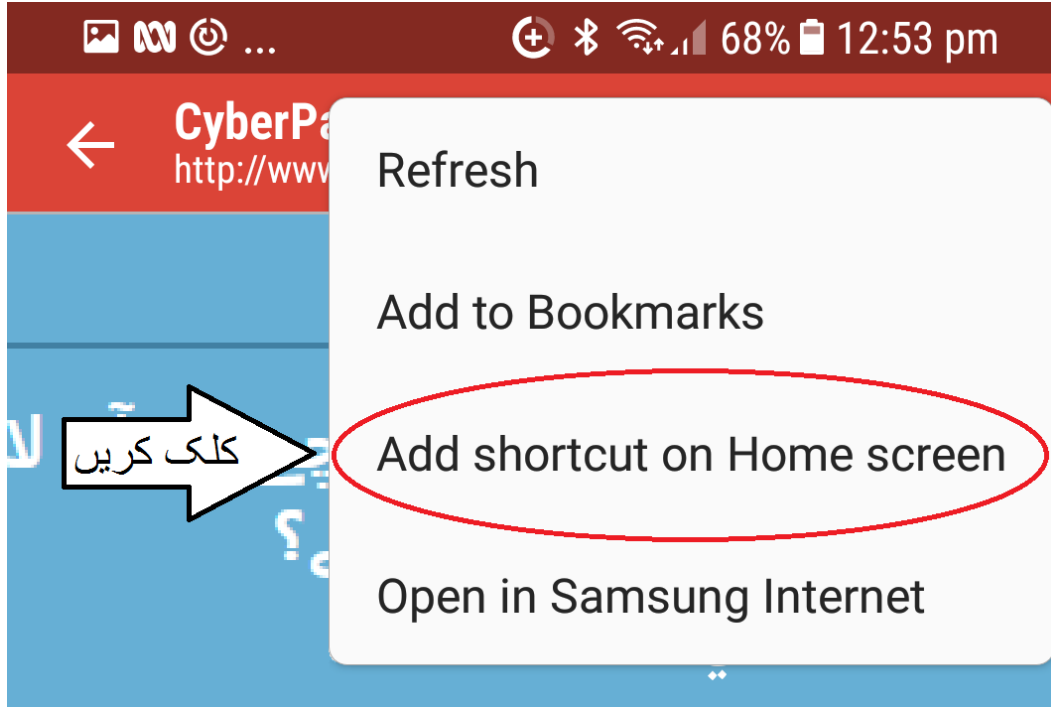 68% 12:53 pm
http://www
Refresh
Add to Bookmarks
کلک کریں
Add shortcut on Home screen
؟
Open in Samsung Internet